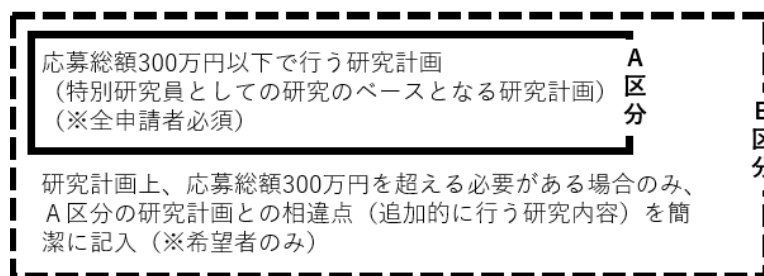 応募総額300万円以下で行う研究計画
（特別研究員としての研究のベースとなる研究計画）
（※全申請者必須）
A区分
研究計画上、応募総額300万円を超える必要がある場合のみ、
Ａ区分の研究計画との相違点（追加的に行う研究内容）を簡
潔に記入（※希望者のみ）
B区分